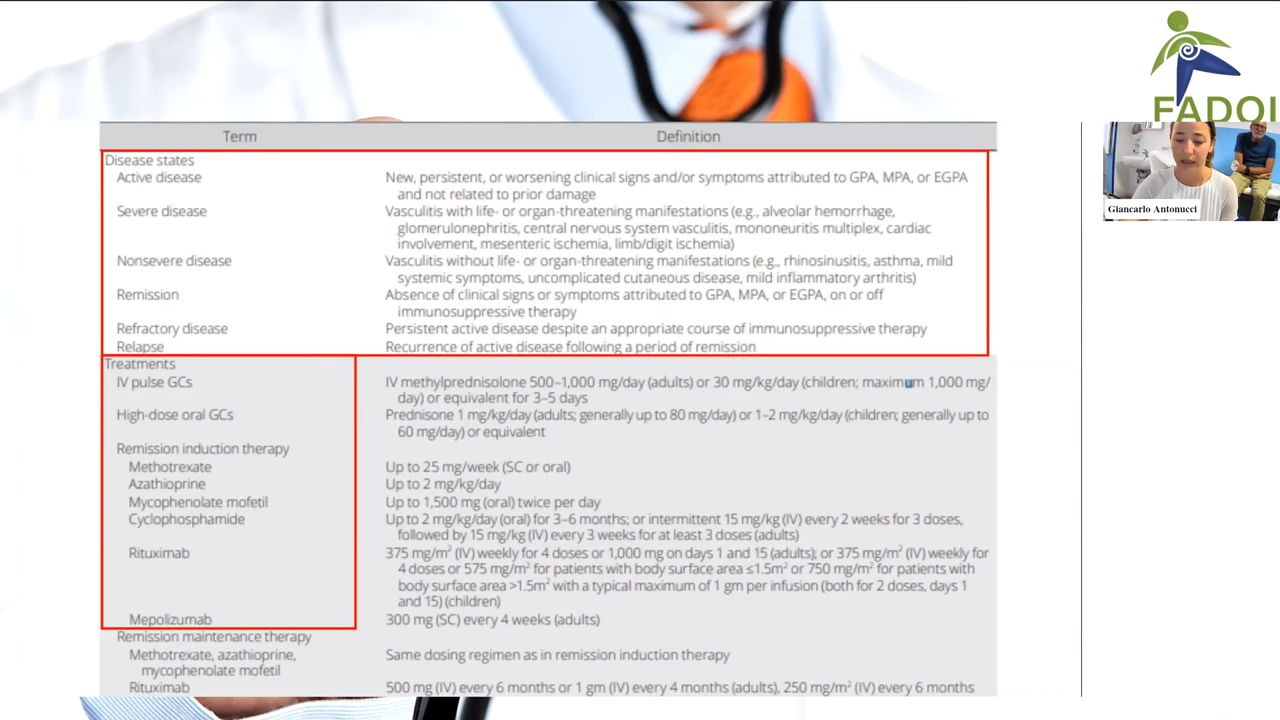 FADOI
Giancarlo Antonucci
Term Definition
Disease states
Active disease New, persistent, or worsening clinical signs and/or symptoms attributed to GPA, MPA, or EGPA
and not related to prior damage
Severe disease Vasculitis with life- or organ-threatening manifestations (e.g., alveolar hemorrhage,
glomerulonephritis, central nervous system vasculitis, mononeuritis multiplex, cardiac
involvement, mesenteric ischemia, limb/digit ischemia)
Nonsevere disease Vasculitis without life- or organ-threatening manifestations (e.g., rhinosinusitis, asthma, mild
systemic symptoms, uncomplicated cutaneous disease, mild inflammatory arthritis)
Remission Absence of clinical signs or symptoms attributed to GPA, MPA, or EGPA, on or off
immunosuppressive therapy
Refractory disease Persistent active disease despite an appropriate course of immunosuppressive therapy
Relapse Recurrence of active disease following a period of remission
Treatments
IV pulse GCs IV methylprednisolone 500–1,000 mg/day (adults) or 30 mg/kg/day (children; maximum 1,000 mg/
day) or equivalent for 3–5 days
High-dose oral GCs Prednisone 1 mg/kg/day (adults; generally up to 80 mg/day) or 1–2 mg/kg/day (children; generally up to
60 mg/day) or equivalent
Remission induction therapy
Methotrexate Up to 25 mg/week (SC or oral)
Azathioprine Up to 2 mg/kg/day
Mycophenolate mofetil Up to 1,500 mg (oral) twice per day
Cyclophosphamide Up to 2 mg/kg/day (oral) for 3–6 months; or intermittent 15 mg/kg (IV) every 2 weeks for 3 doses,
followed by 15 mg/kg (IV) every 3 weeks for at least 3 doses (adults)
Rituximab 375 mg/m² (IV) weekly for 4 doses or 1,000 mg on days 1 and 15 (adults); or 375 mg/m² (IV) weekly for
4 doses or 575 mg/m² for patients with body surface area ≤1.5m² or 750 mg/m² for patients with
body surface area >1.5m² with a typical maximum of 1 gm per infusion (both for 2 doses, days 1
and 15) (children)
Mepolizumab 300 mg (SC) every 4 weeks (adults)
Remission maintenance therapy
Methotrexate, azathioprine, Same dosing regimen as in remission induction therapy
mycophenolate mofetil
Rituximab 500 mg (IV) every 6 months or 1 gm (IV) every 4 months (adults), 250 mg/m² (IV) every 6 months